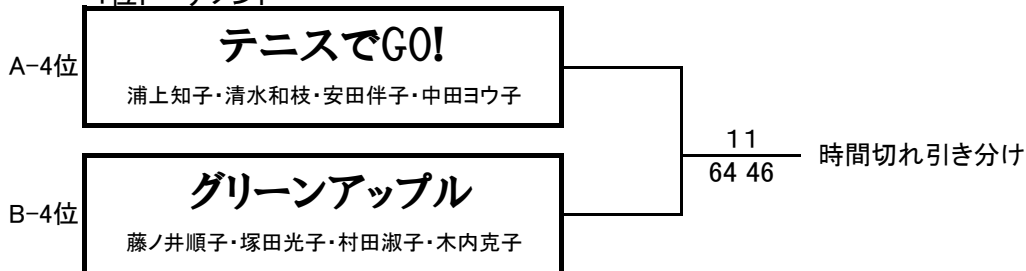 A-4位
テニスでGO!
浦上知子・清水和枝・安田伴子・中田ヨウ子
11
64 46
時間切れ引き分け
B-4位
グリーンアップル
藤ノ井順子・塚田光子・村田淑子・木内克子